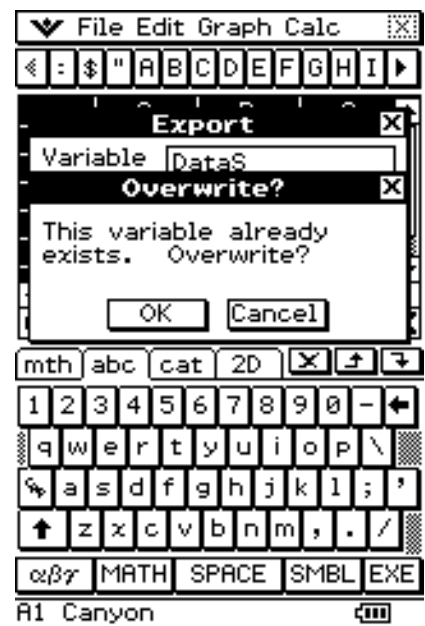 File Edit Graph Calc
: $ " A B C D E F G H I
Export
Variable DataS
Overwrite?
This variable already
exists. Overwrite?
OK Cancel
mth abc cat 2D
1 2 3 4 5 6 7 8 9 0 -
q w e r t y u i o p \
a s d f g h j k l ; '
z x c v b n m , . /
αβγ MATH SPACE SMBL EXE
A1 Canyon